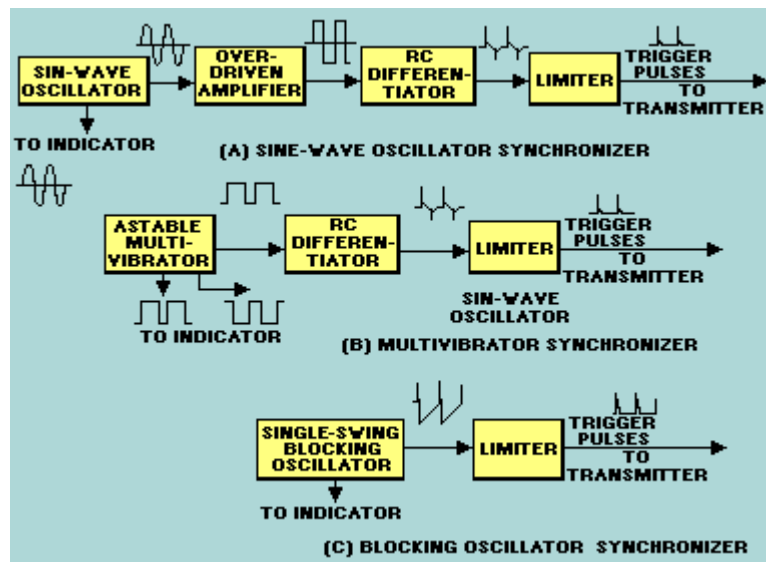 SIN-WAVE
OSCILLATOR
OVER-
DRIVEN
AMPLIFIER
RC
DIFFEREN-
TIATOR
LIMITER
TRIGGER
PULSES
TO
TRANSMITTER
TO INDICATOR
(A) SINE-WAVE OSCILLATOR SYNCHRONIZER
ASTABLE
MULTI-
VIBRATOR
RC
DIFFEREN-
TIATOR
LIMITER
TRIGGER
PULSES
TO
TRANSMITTER
SIN-WAVE
OSCILLATOR
TO INDICATOR
(B) MULTIVIBRATOR SYNCHRONIZER
SINGLE-SWING
BLOCKING
OSCILLATOR
LIMITER
TRIGGER
PULSES
TO
TRANSMITTER
TO INDICATOR
(C) BLOCKING OSCILLATOR SYNCHRONIZER